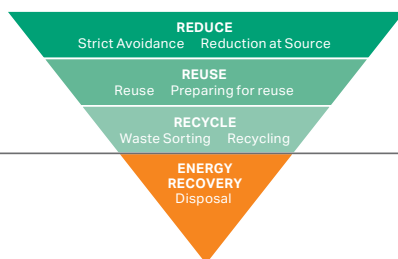 REDUCE
Strict Avoidance Reduction at Source
REUSE
Reuse Preparing for reuse
RECYCLE
Waste Sorting Recycling
ENERGY
RECOVERY
Disposal